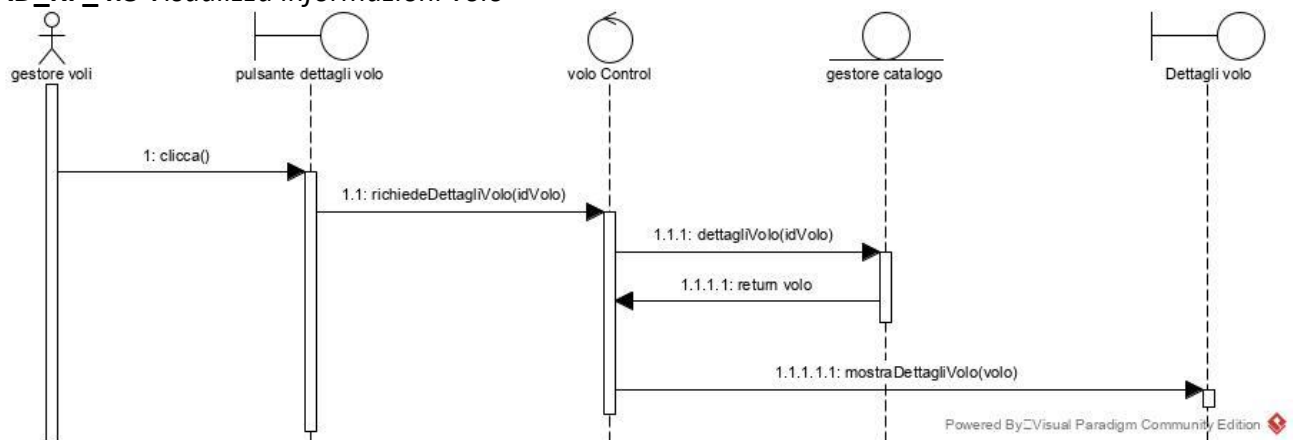 Visualizza informazioni volo
gestore voli
pulsante dettagli volo
volo Control
gestore catalogo
Dettagli volo
1: clicca()
1.1: richiedeDettagliVolo(idVolo)
1.1.1: dettagliVolo(idVolo)
1.1.1.1: return volo
1.1.1.1.1: mostraDettagliVolo(volo)
Powered By Visual Paradigm Community Edition